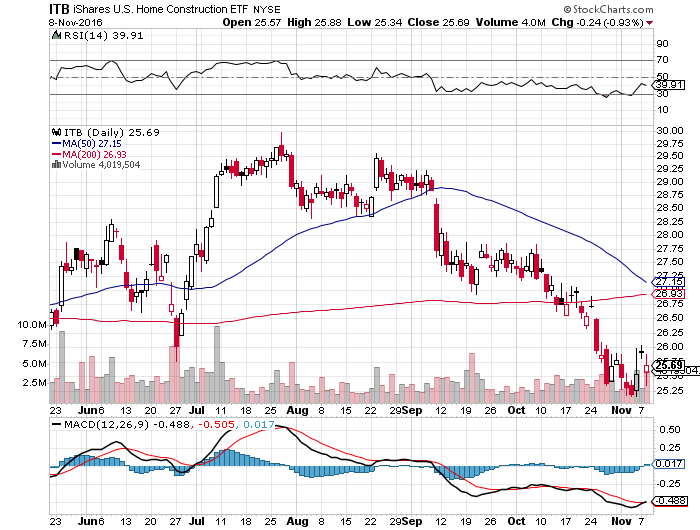 ITB iShares U.S. Home Construction ETF NYSE © StockCharts.com
8-Nov-2016 Open 25.57 High 25.88 Low 25.34 Close 25.69 Volume 4.0M Chg -0.24 (-0.93%)
RSI(14) 39.91
90
70
50
39.91
30
10
ITB (Daily) 25.69
MA(50) 27.15
MA(200) 26.93
Volume 4,019,504
30.00
29.75
29.50
29.25
29.00
28.75
28.50
28.25
28.00
27.75
27.50
27.15
26.93
26.75
26.50
26.25
26.00
25.69
25.25
10.0M
7.5M
5.0M
2.5M
23 Jun 6 13 20 27 Jul 11 18 25 Aug 8 15 22 29 Sep 12 19 26 Oct 10 17 24 Nov 7
MACD(12,26,9) -0.488, -0.505, 0.017
0.50
0.25
0.017
-0.25
-0.488
23 Jun 6 13 20 27 Jul 11 18 25 Aug 8 15 22 29 Sep 12 19 26 Oct 10 17 24 Nov 7